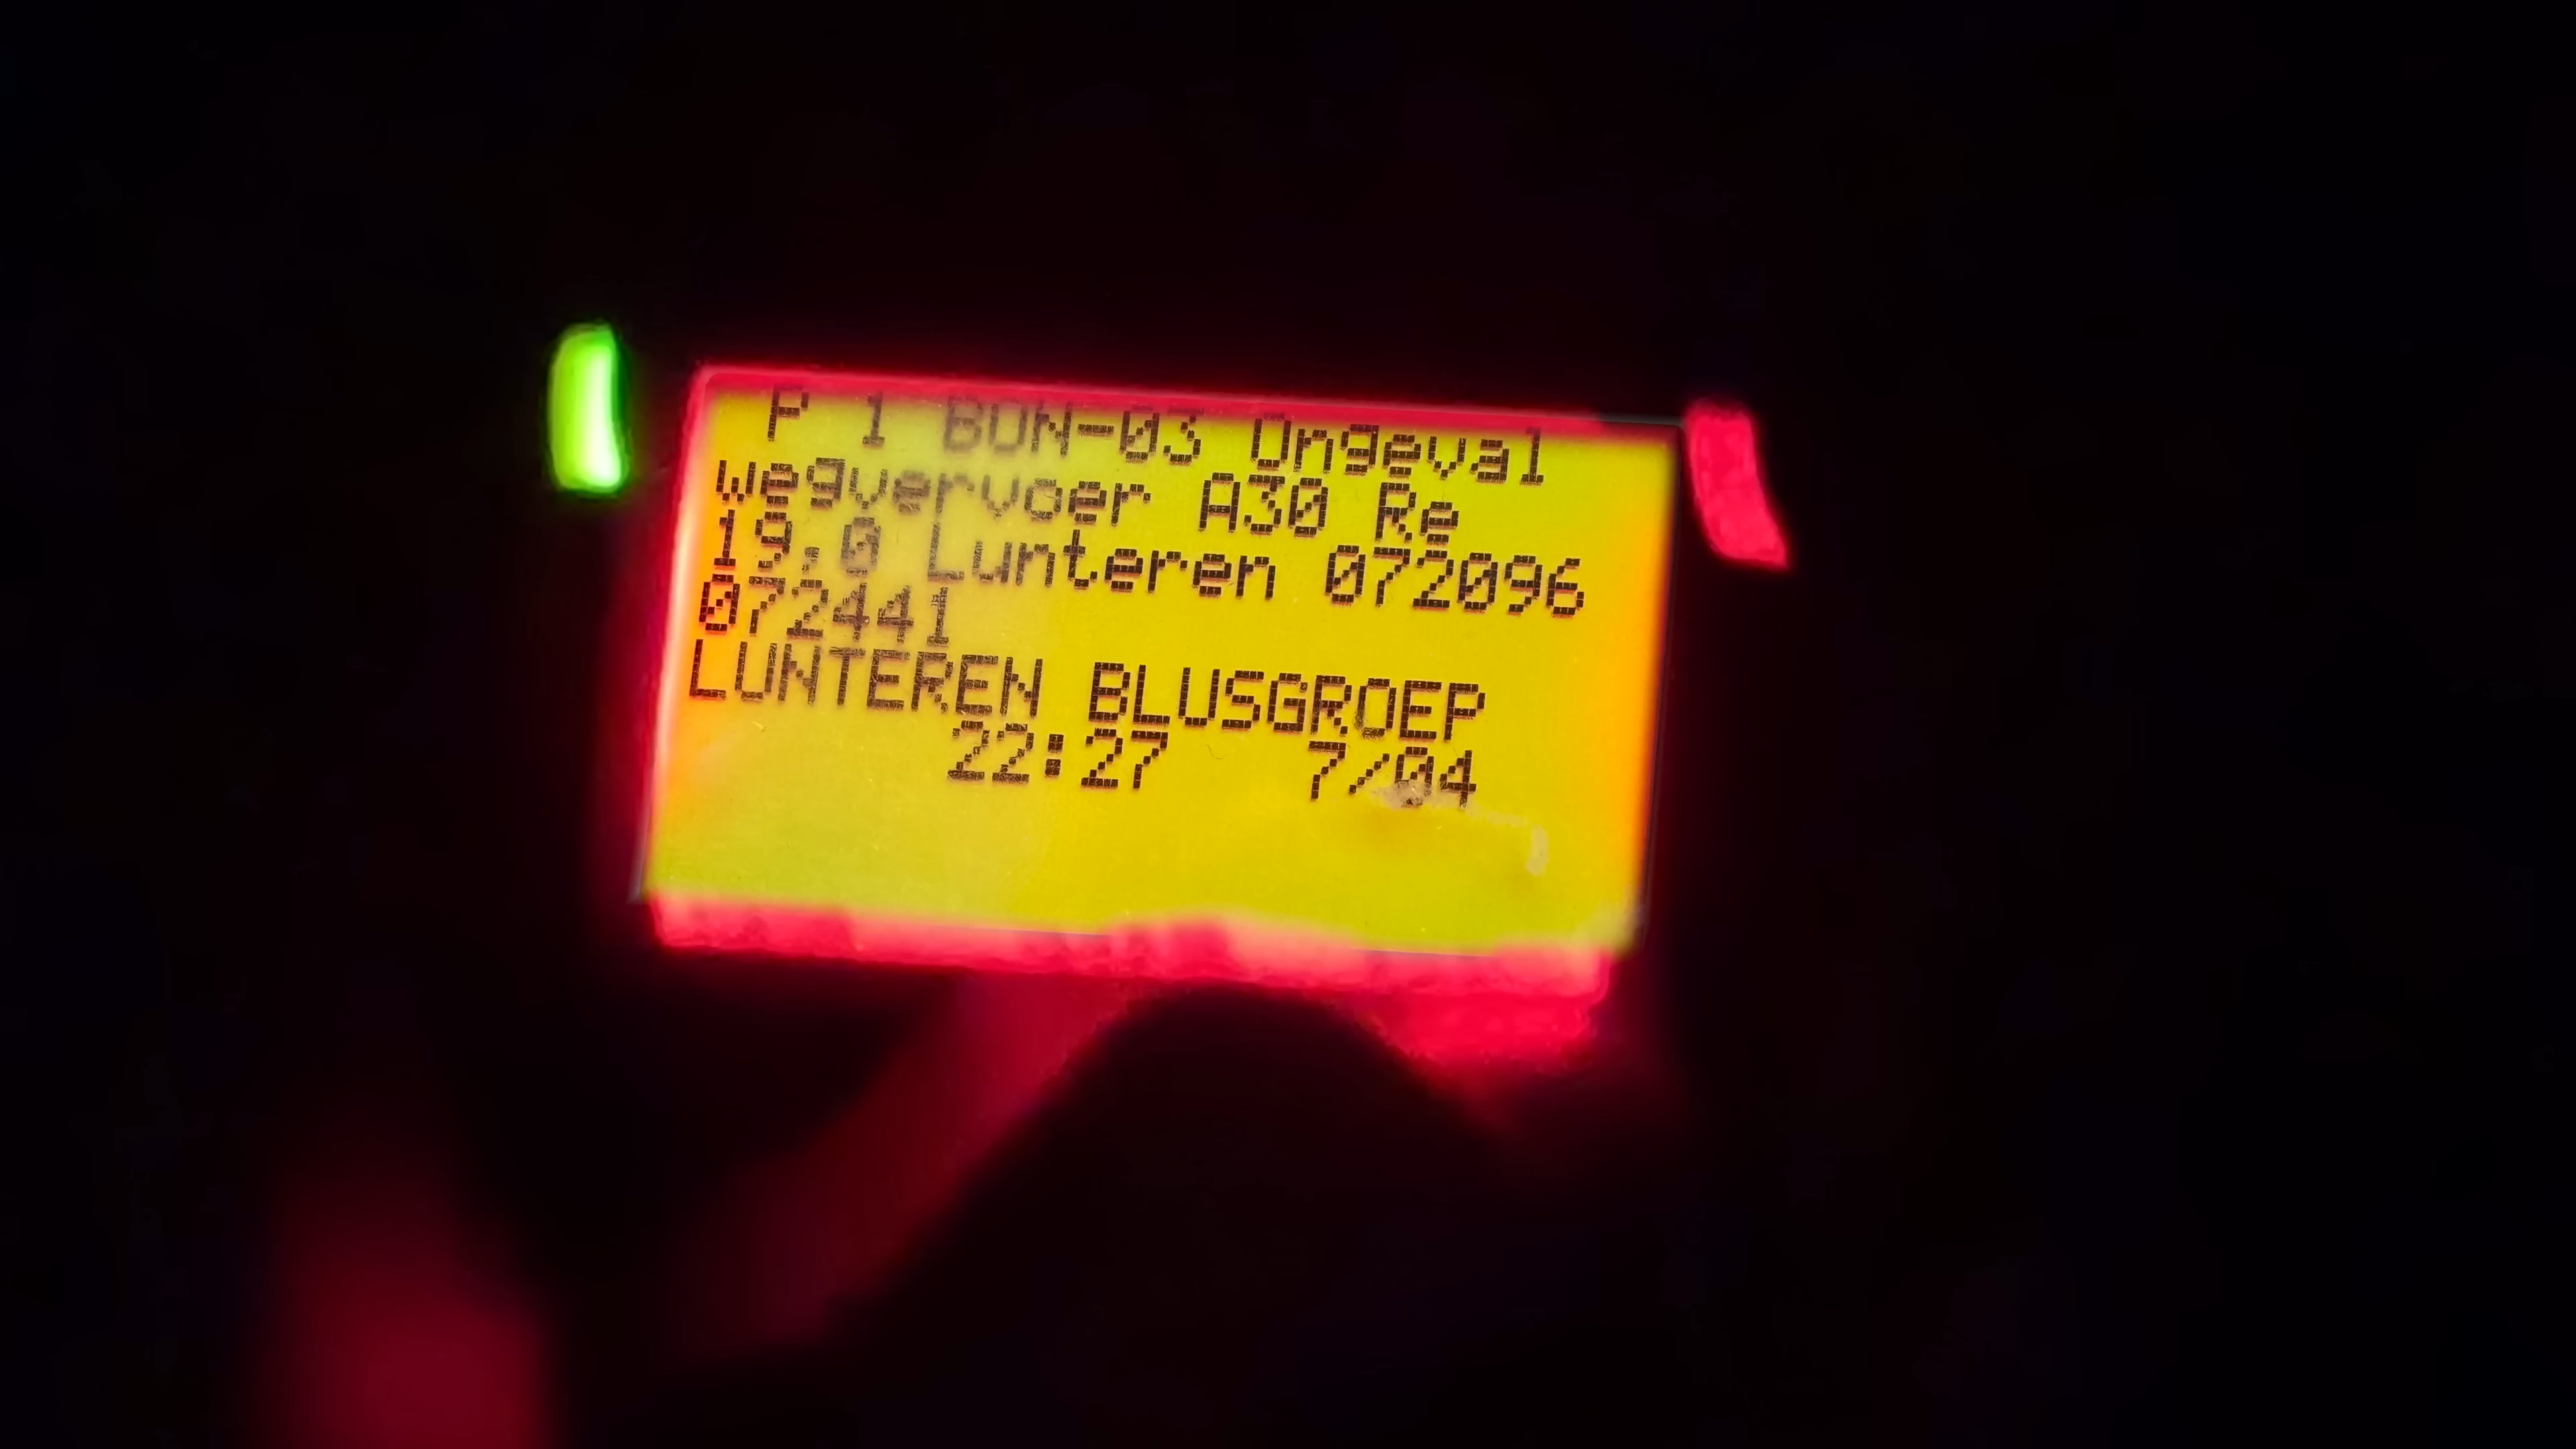 P 1 BON-03 Ongeval
wegvervoer A30 Re
19,0 Lunteren 072096
072441
LUNTEREN BLUSGROEP
22:27 7/04